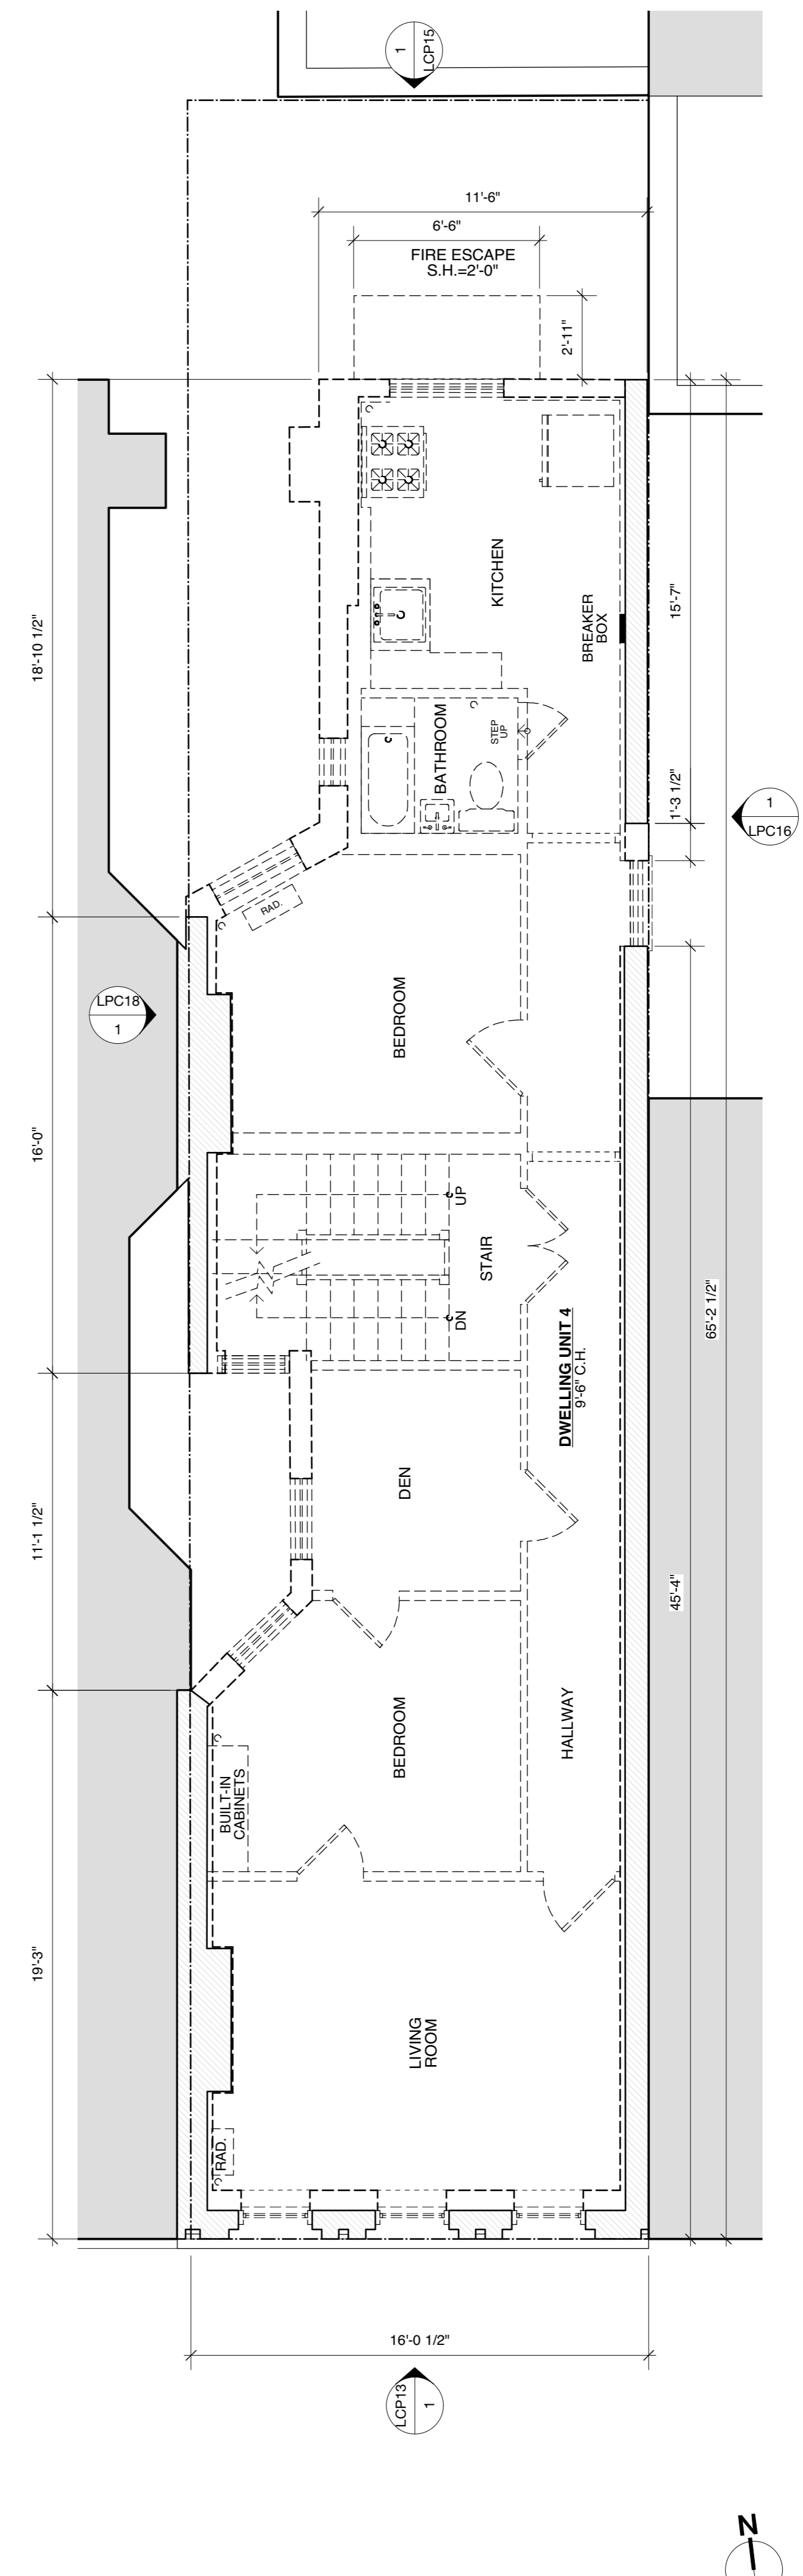 1
LCP15
11'-6"
6'-6"
FIRE ESCAPE
S.H.=2'-0"
2'-11"
18'-10 1/2"
KITCHEN
BREAKER
BOX
15'-7"
BATHROOM
STEP
UP
1'-3 1/2"
1
LPC16
RAD.
LPC18
1
BEDROOM
16'-0"
UP
STAIR
DN
DWELLING UNIT 4
9'-6" C.H.
65'-2 1/2"
DEN
11'-1 1/2"
45'-4"
BEDROOM
HALLWAY
BUILT-IN
CABINETS
19'-3"
LIVING
ROOM
RAD.
16'-0 1/2"
LCP13
1
N